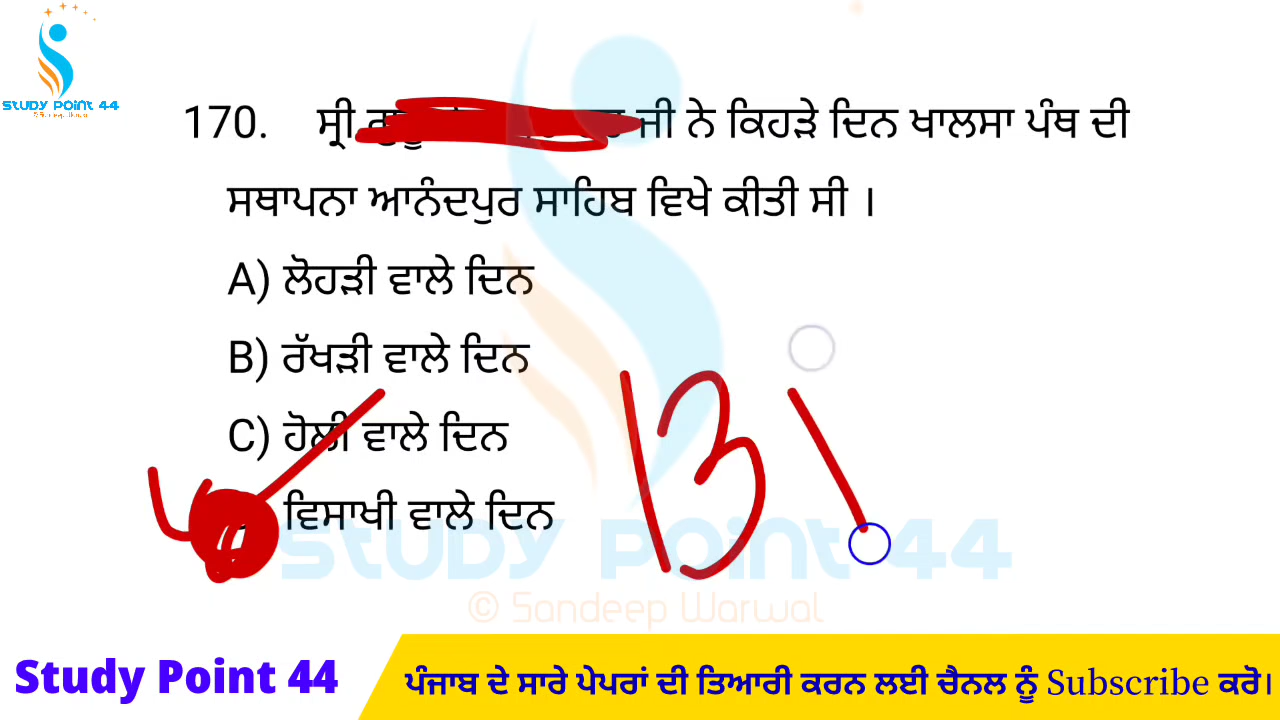 STUDY POINT 44
170. ਸ੍ਰੀ ਜੀ ਨੇ ਕਿਹੜੇ ਦਿਨ ਖਾਲਸਾ ਪੰਥ ਦੀ
ਸਥਾਪਨਾ ਆਨੰਦਪੁਰ ਸਾਹਿਬ ਵਿਖੇ ਕੀਤੀ ਸੀ ।
A) ਲੋਹੜੀ ਵਾਲੇ ਦਿਨ
B) ਰੱਖੜੀ ਵਾਲੇ ਦਿਨ
C) ਹੋਲੀ ਵਾਲੇ ਦਿਨ
ਵਿਸਾਖੀ ਵਾਲੇ ਦਿਨ
13
STUDY POINT 44
© Sandeep Warwal
Study Point 44
ਪੰਜਾਬ ਦੇ ਸਾਰੇ ਪੇਪਰਾਂ ਦੀ ਤਿਆਰੀ ਕਰਨ ਲਈ ਚੈਨਲ ਨੂੰ Subscribe ਕਰੋ।